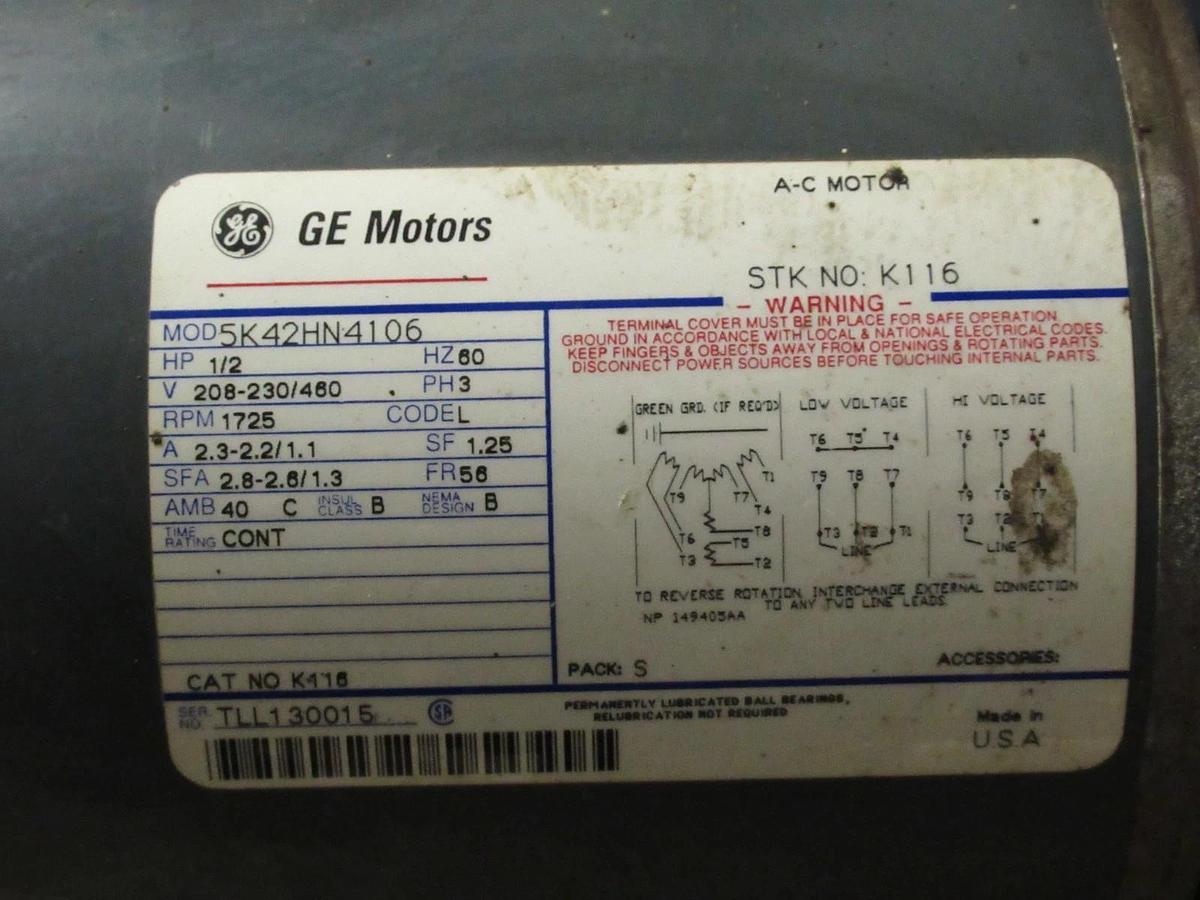 A-C MOTOR
GE GE Motors
STK NO: K116
MOD 5K42HN4106
HP 1/2 HZ 60
V 208-230/460 PH 3
RPM 1725 CODE L
A 2.3-2.2/1.1 SF 1.25
SFA 2.8-2.6/1.3 FR 56
AMB 40 C INSUL CLASS B NEMA DESIGN B
TIME RATING CONT
CAT NO K116
- WARNING -
TERMINAL COVER MUST BE IN PLACE FOR SAFE OPERATION.
GROUND IN ACCORDANCE WITH LOCAL & NATIONAL ELECTRICAL CODES.
KEEP FINGERS & OBJECTS AWAY FROM OPENINGS & ROTATING PARTS.
DISCONNECT POWER SOURCES BEFORE TOUCHING INTERNAL PARTS.
GREEN GRD. (IF REQ'D)
T1
T9 T7
T4
T6 T8
T5
T3 T2
LOW VOLTAGE
T6 T5 T4
T9 T8 T7
T3 T2 T1
LINE
HI VOLTAGE
T6 T5 T4
T9 T8 T7
T3 T2 T1
LINE
TO REVERSE ROTATION, INTERCHANGE EXTERNAL CONNECTION
TO ANY TWO LINE LEADS.
NP 149405AA
PACK: S ACCESSORIES:
SER. NO. TLL130015 SA
PERMANENTLY LUBRICATED BALL BEARINGS,
RELUBRICATION NOT REQUIRED
Made in
U.S.A